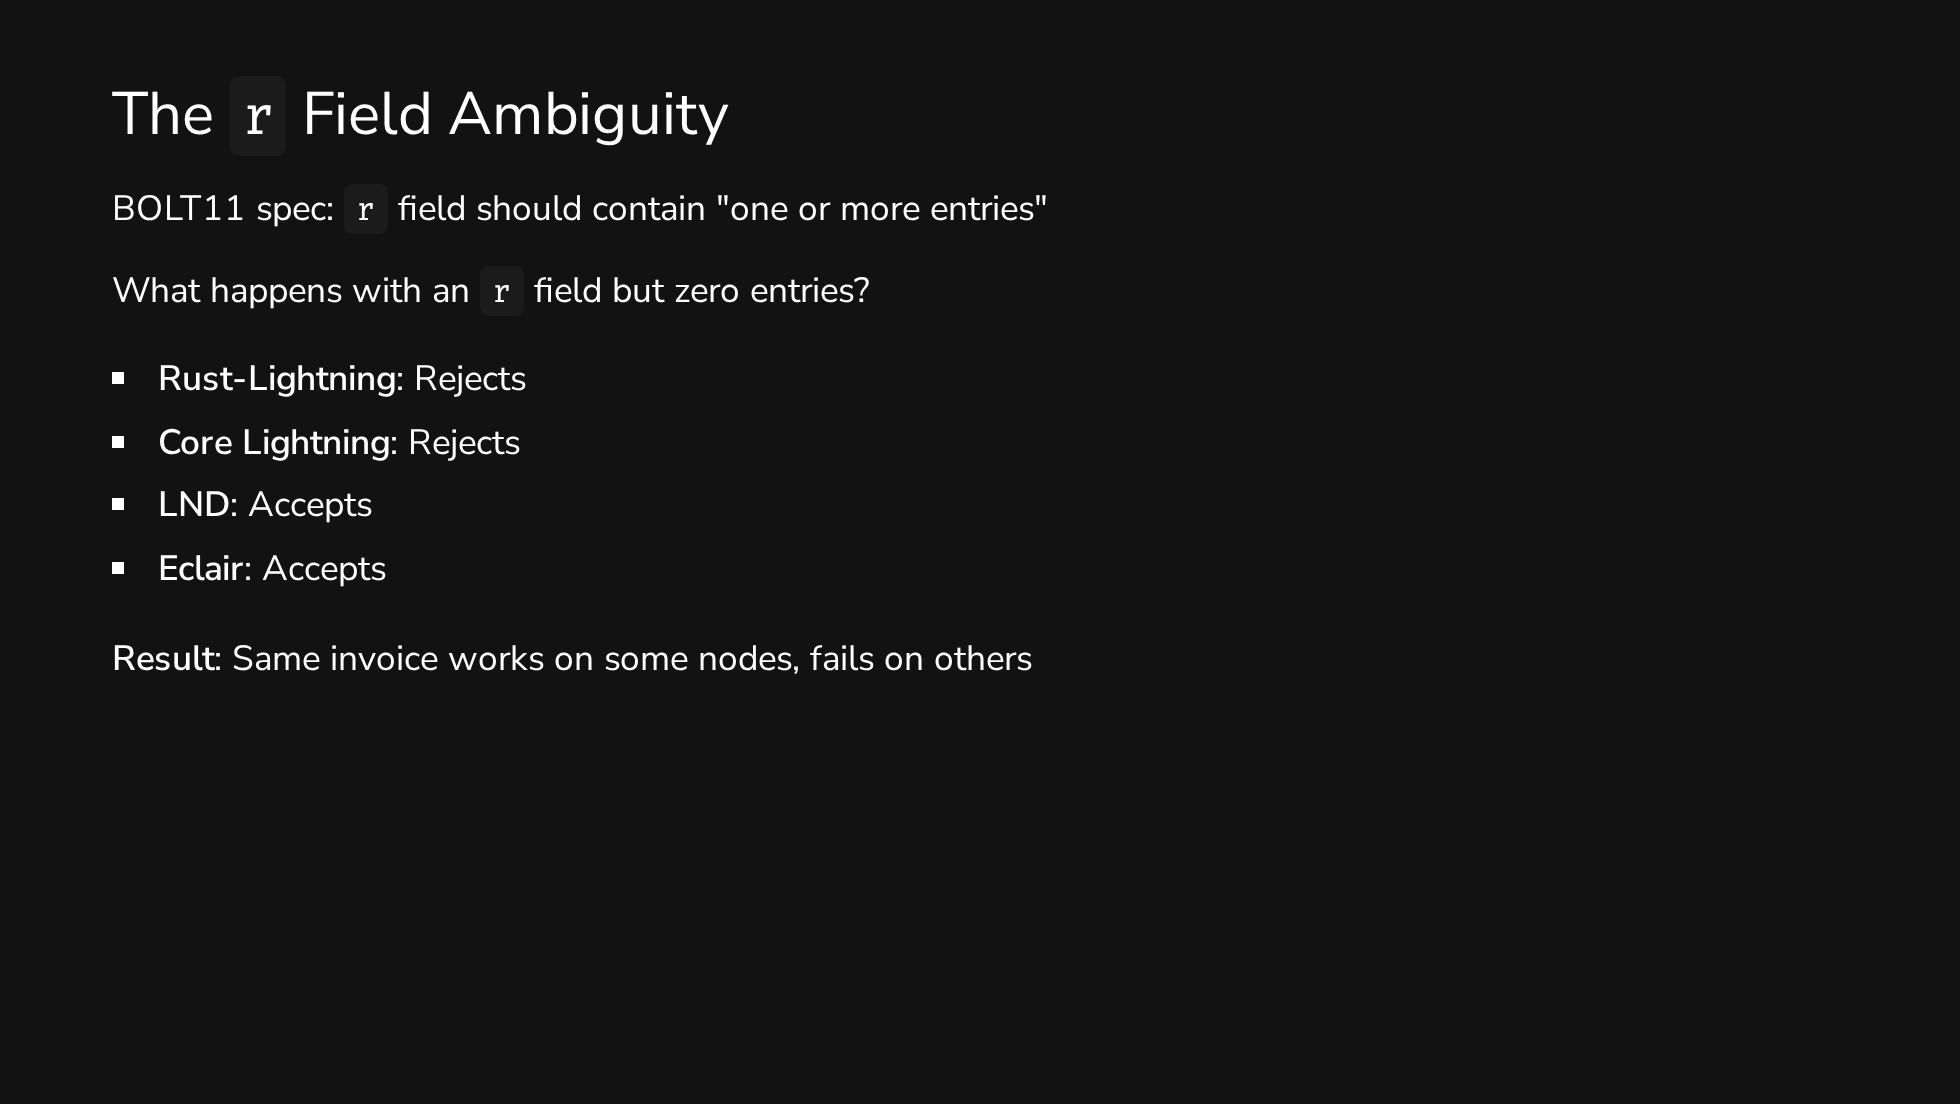 The r Field Ambiguity
BOLT11 spec: r field should contain "one or more entries"
What happens with an r field but zero entries?
Rust-Lightning: Rejects
Core Lightning: Rejects
LND: Accepts
Eclair: Accepts
Result: Same invoice works on some nodes, fails on others